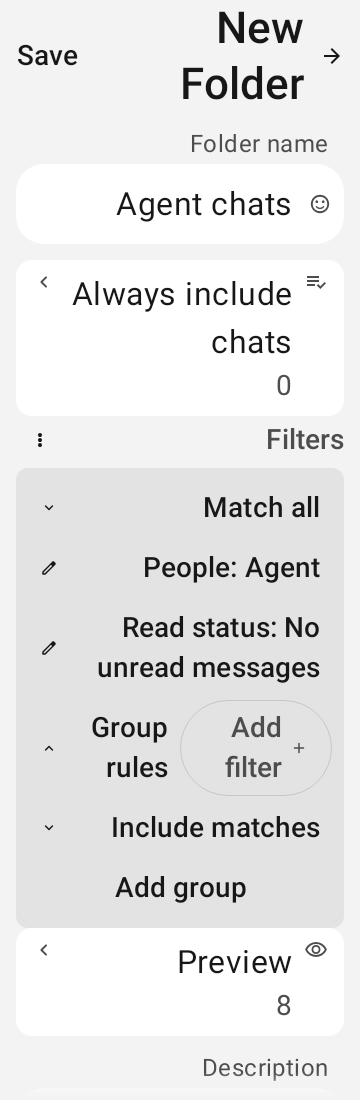 New
Folder
Save
Folder name
Agent chats
Always include
chats
0
Filters
Match all
People: Agent
Read status: No
unread messages
Group
rules
Add
filter
Include matches
Add group
Preview
8
Description